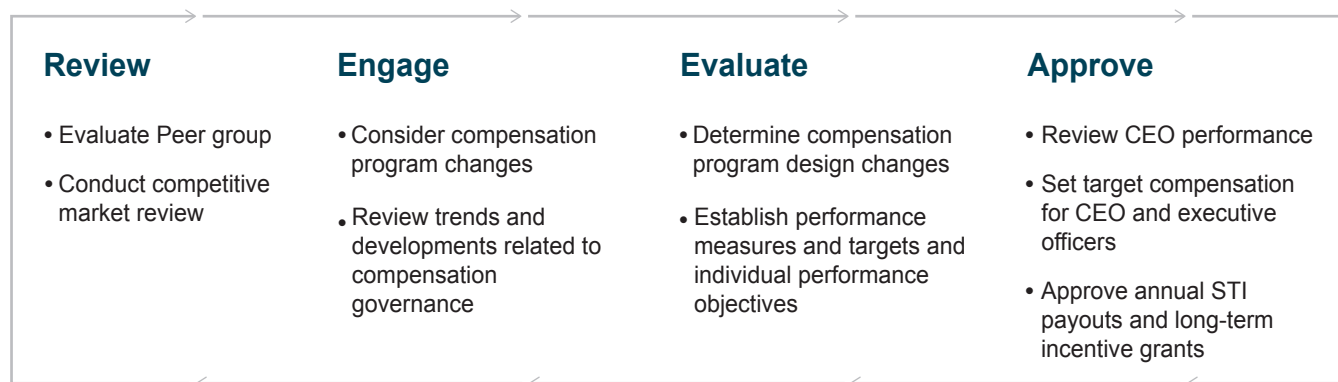 Review
• Evaluate Peer group
• Conduct competitive
market review
Engage
• Consider compensation
program changes
• Review trends and
developments related to
compensation
governance
Evaluate
• Determine compensation
program design changes
• Establish performance
measures and targets and
individual performance
objectives
Approve
• Review CEO performance
• Set target compensation
for CEO and executive
officers
• Approve annual STI
payouts and long-term
incentive grants